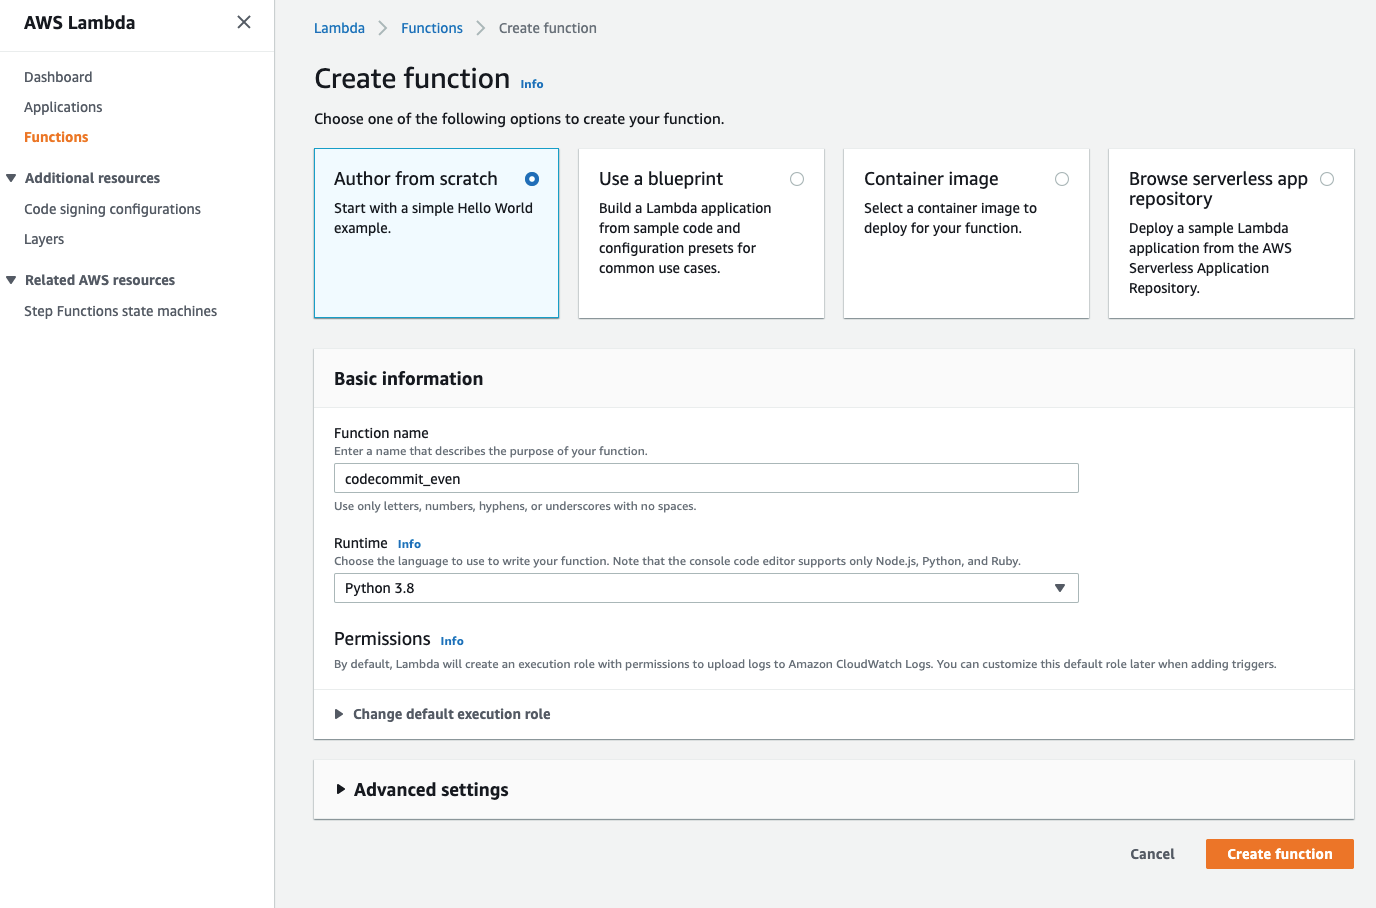 AWS Lambda
Dashboard
Applications
Functions
Additional resources
Code signing configurations
Layers
Related AWS resources
Step Functions state machines
Lambda > Functions > Create function
Create function Info
Choose one of the following options to create your function.
Author from scratch
Start with a simple Hello World
example.
Use a blueprint
Build a Lambda application
from sample code and
configuration presets for
common use cases.
Container image
Select a container image to
deploy for your function.
Browse serverless app
repository
Deploy a sample Lambda
application from the AWS
Serverless Application
Repository.
Basic information
Function name
Enter a name that describes the purpose of your function.
codecommit_even
Use only letters, numbers, hyphens, or underscores with no spaces.
Runtime Info
Choose the language to use to write your function. Note that the console code editor supports only Node.js, Python, and Ruby.
Python 3.8
Permissions Info
By default, Lambda will create an execution role with permissions to upload logs to Amazon CloudWatch Logs. You can customize this default role later when adding triggers.
Change default execution role
Advanced settings
Cancel
Create function